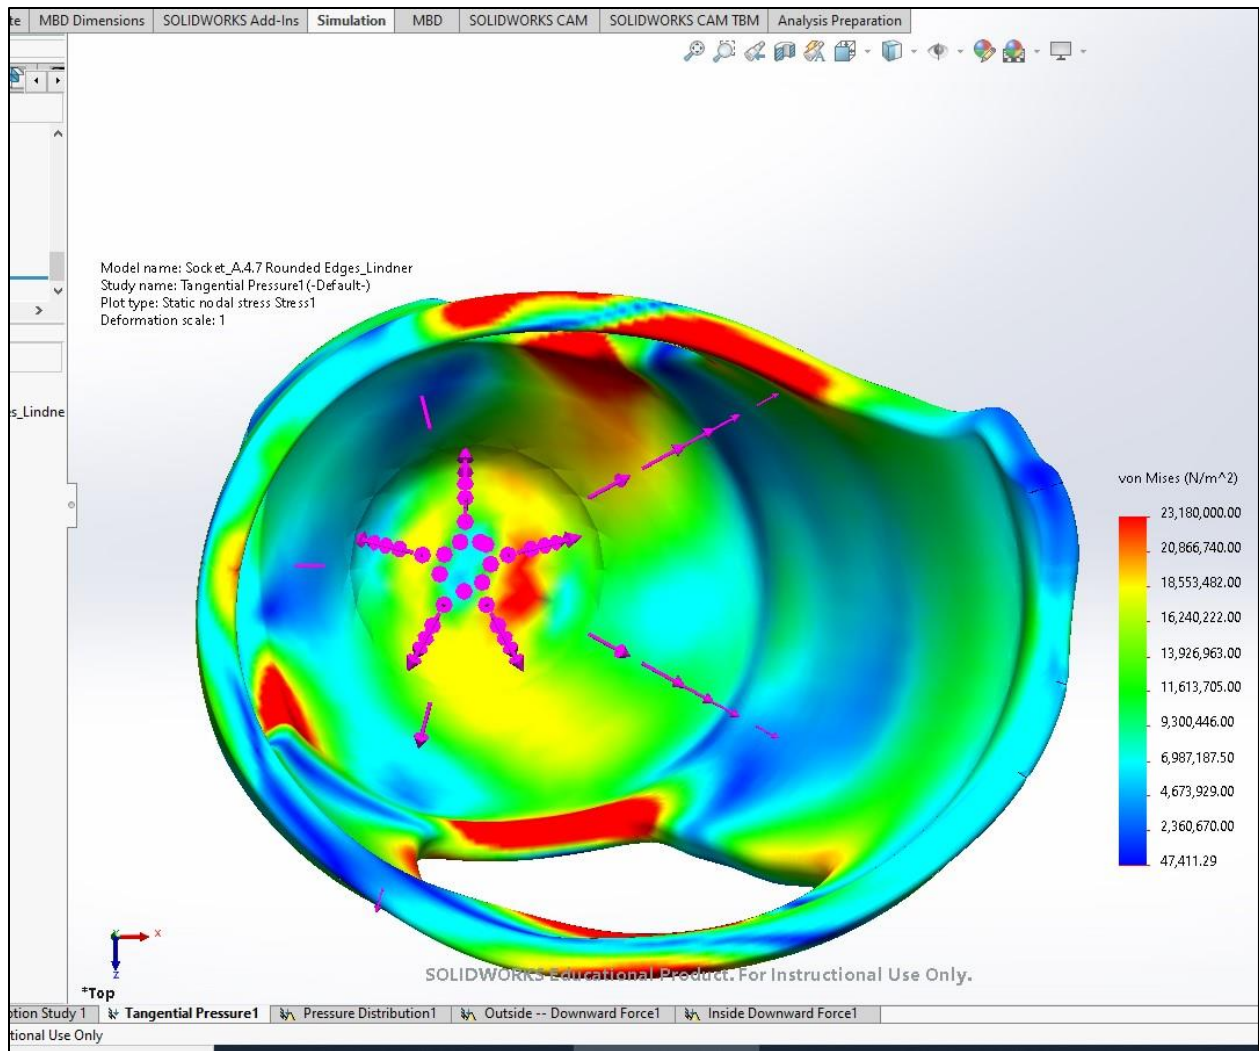 te MBD Dimensions SOLIDWORKS Add-Ins Simulation MBD SOLIDWORKS CAM SOLIDWORKS CAM TBM Analysis Preparation
Model name: Socket_A.4.7 Rounded Edges_Lindner
Study name: Tangential Pressure1(-Default-)
Plot type: Static nodal stress Stress1
Deformation scale: 1
es_Lindne
von Mises (N/m^2)
23,180,000.00
20,866,740.00
18,553,482.00
16,240,222.00
13,926,963.00
11,613,705.00
9,300,446.00
6,987,187.50
4,673,929.00
2,360,670.00
47,411.29
Y
X
Z
SOLIDWORKS Educational Product. For Instructional Use Only.
*Top
otion Study 1 Tangential Pressure1 Pressure Distribution1 Outside -- Downward Force1 Inside Downward Force1
tional Use Only